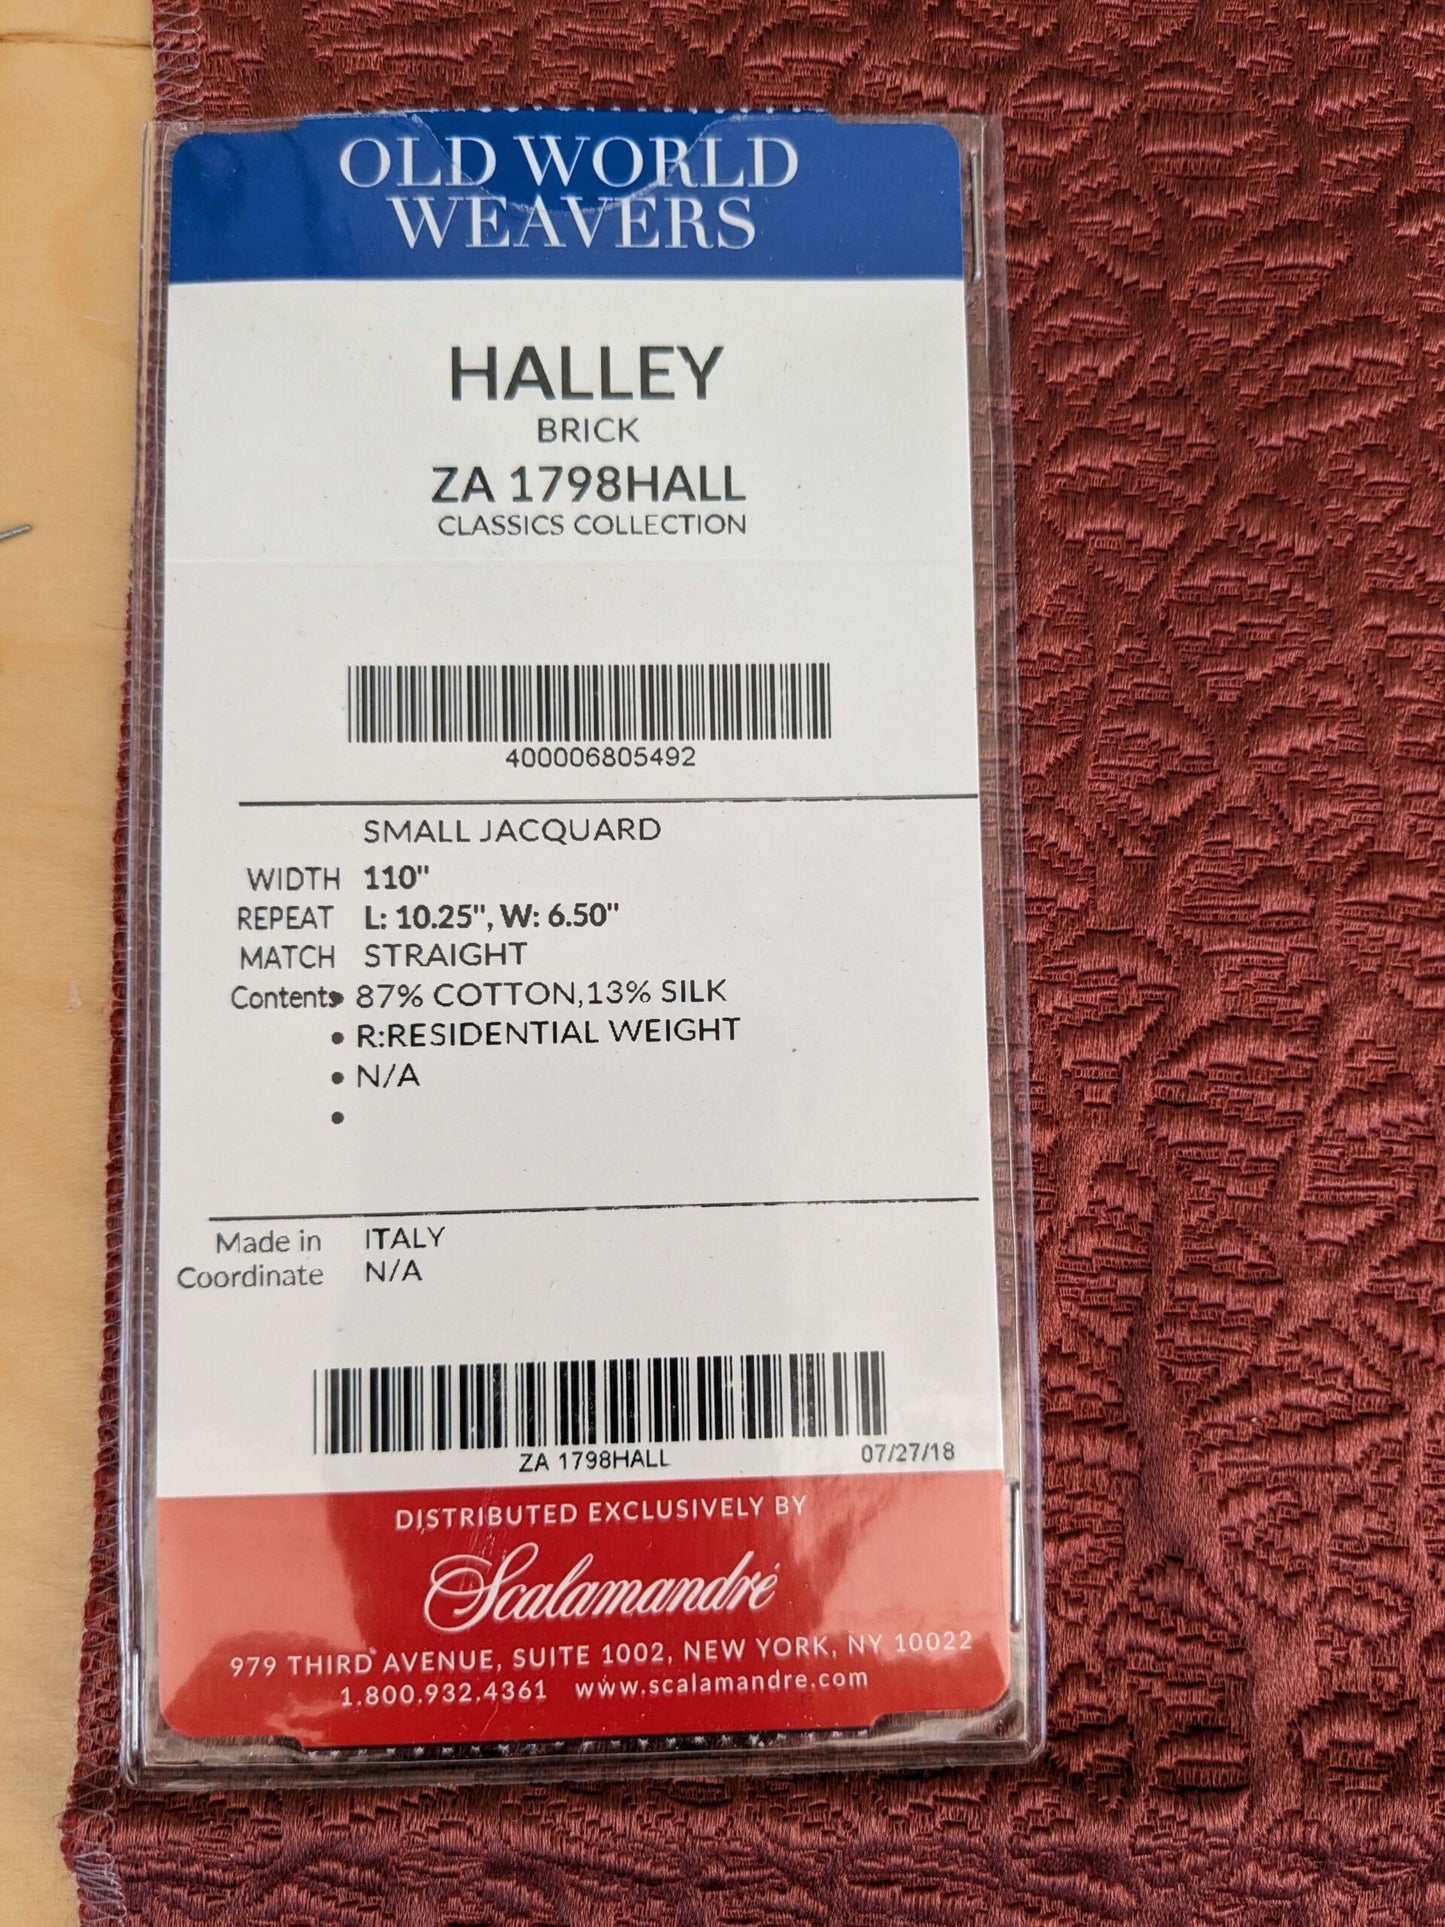 OLD WORLD
WEAVERS
HALLEY
BRICK
ZA 1798HALL
CLASSICS COLLECTION
400006805492
SMALL JACQUARD
WIDTH 110"
REPEAT L: 10.25", W: 6.50"
MATCH STRAIGHT
Contents • 87% COTTON,13% SILK
• R:RESIDENTIAL WEIGHT
• N/A
•
Made in ITALY
Coordinate N/A
ZA 1798HALL 07/27/18
DISTRIBUTED EXCLUSIVELY BY
Scalamandré
979 THIRD AVENUE, SUITE 1002, NEW YORK, NY 10022
1.800.932.4361 www.scalamandre.com